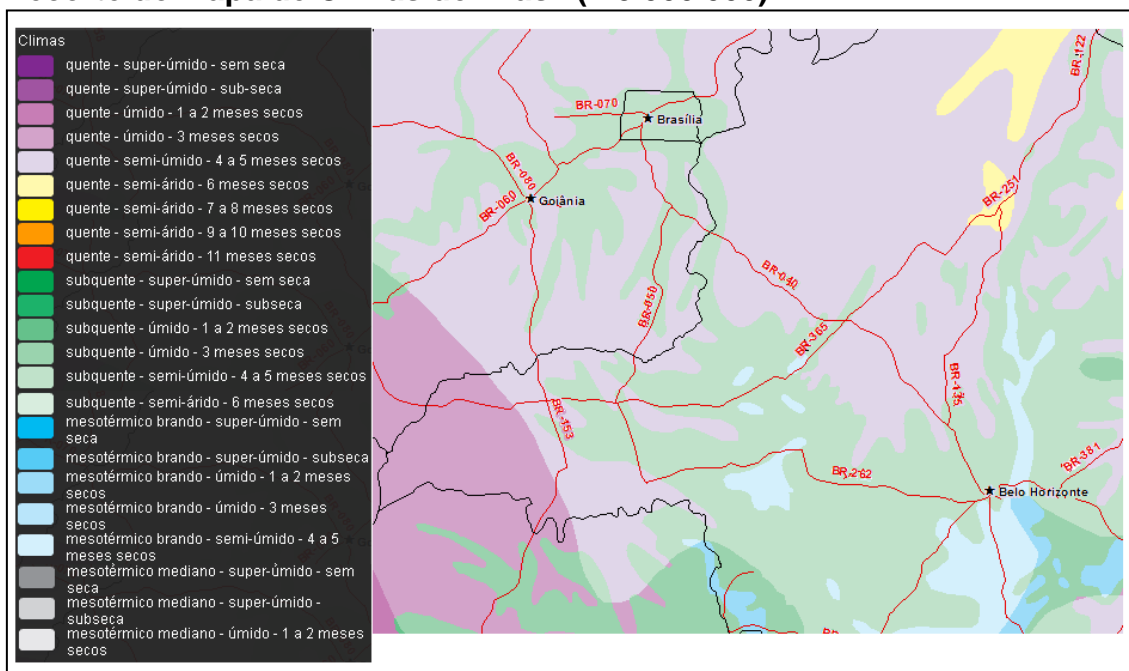 Climas
quente - super-úmido - sem seca
quente - super-úmido - sub-seca
quente - úmido - 1 a 2 meses secos
quente - úmido - 3 meses secos
quente - semi-úmido - 4 a 5 meses secos
quente - semi-árido - 6 meses secos
quente - semi-árido - 7 a 8 meses secos
quente - semi-árido - 9 a 10 meses secos
quente - semi-árido - 11 meses secos
subquente - super-úmido - sem seca
subquente - super-úmido - subseca
subquente - úmido - 1 a 2 meses secos
subquente - úmido - 3 meses secos
subquente - semi-úmido - 4 a 5 meses secos
subquente - semi-árido - 6 meses secos
mesotérmico brando - super-úmido - sem
seca
mesotérmico brando - super-úmido - subseca
mesotérmico brando - úmido - 1 a 2 meses
secos
mesotérmico brando - úmido - 3 meses
secos
mesotérmico brando - semi-úmido - 4 a 5
meses secos
mesotérmico mediano - super-úmido - sem
seca
mesotérmico mediano - super-úmido -
subseca
mesotérmico mediano - úmido - 1 a 2 meses
secos
BR-122
BR-070
Brasília
BR-080
BR-251
BR-060
Goiânia
BR-040
BR-050
BR-365
BR-135
BR-153
BR-381
BR-262
Belo Horizonte